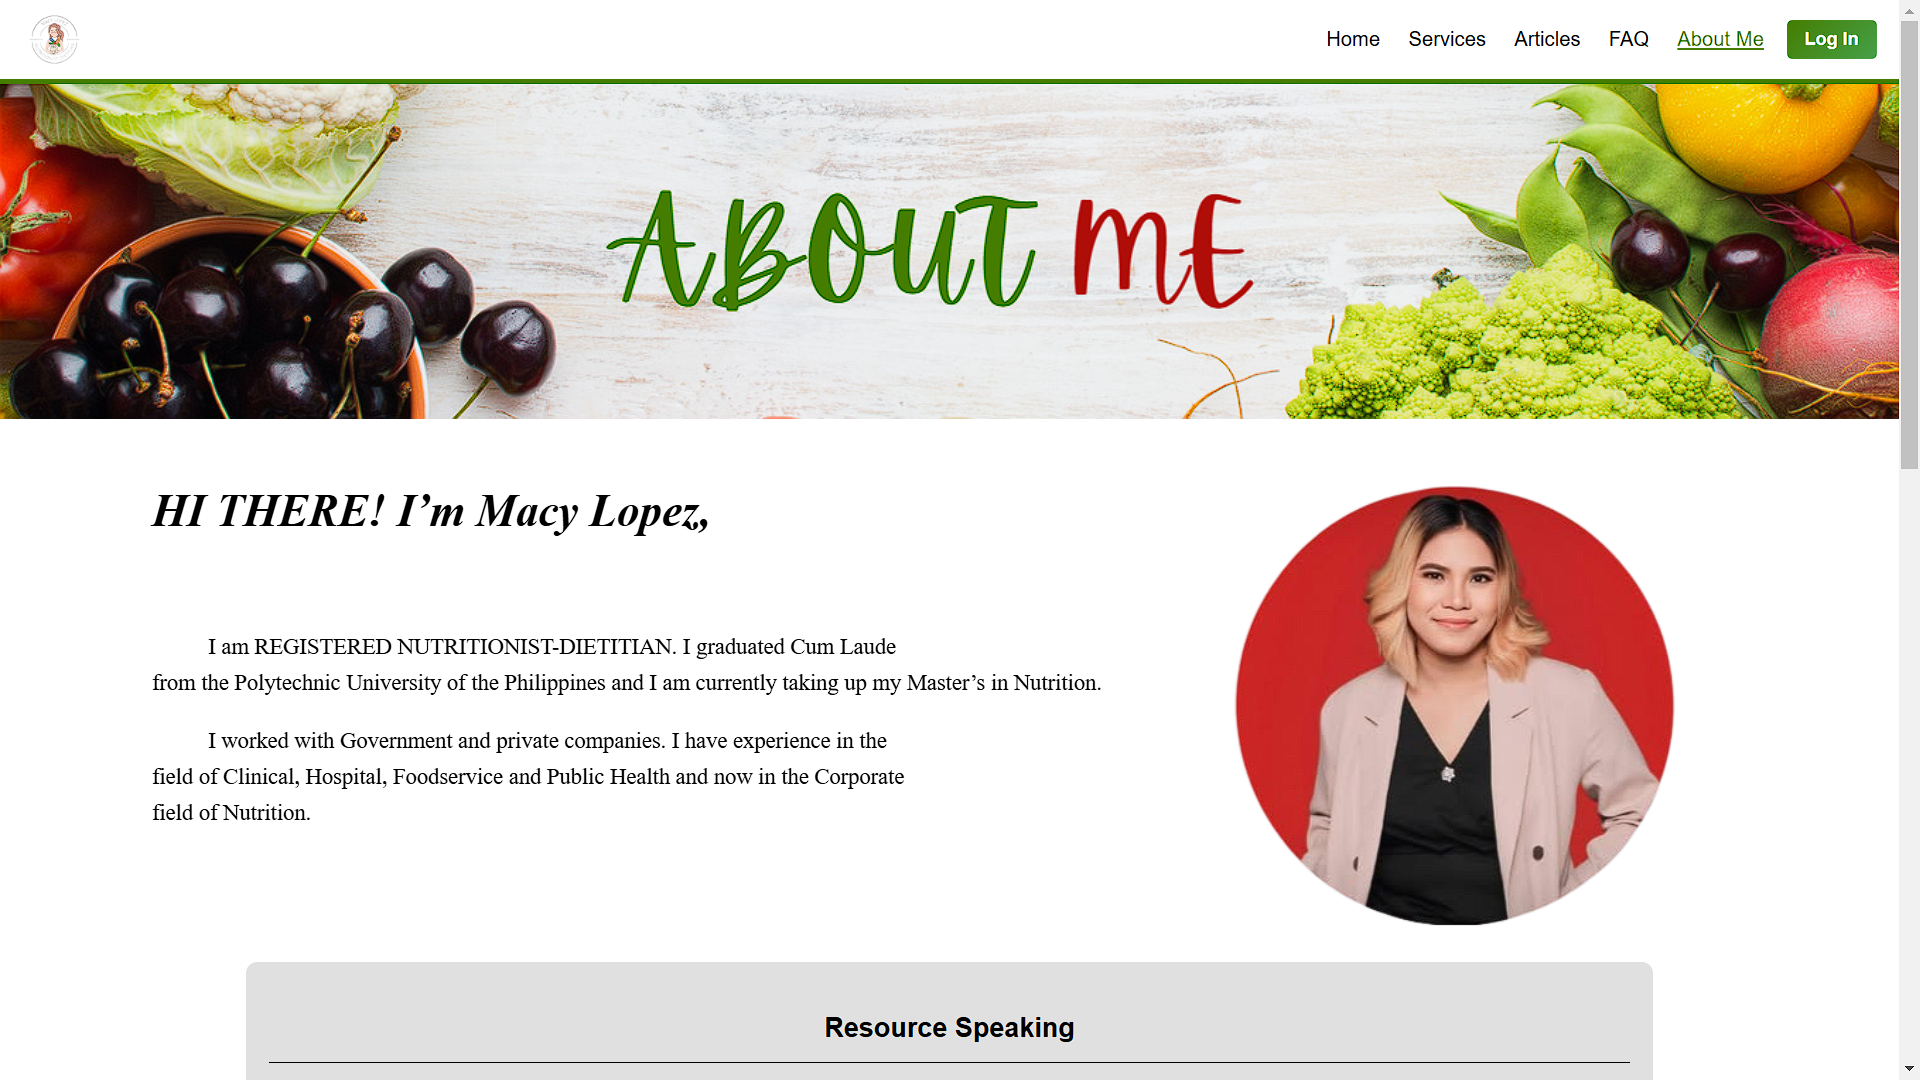 Home Services Articles FAQ About Me Log In
ABOUT ME
HI THERE! I’m Macy Lopez,
I am REGISTERED NUTRITIONIST-DIETITIAN. I graduated Cum Laude
from the Polytechnic University of the Philippines and I am currently taking up my Master’s in Nutrition.
I worked with Government and private companies. I have experience in the
field of Clinical, Hospital, Foodservice and Public Health and now in the Corporate
field of Nutrition.
Resource Speaking